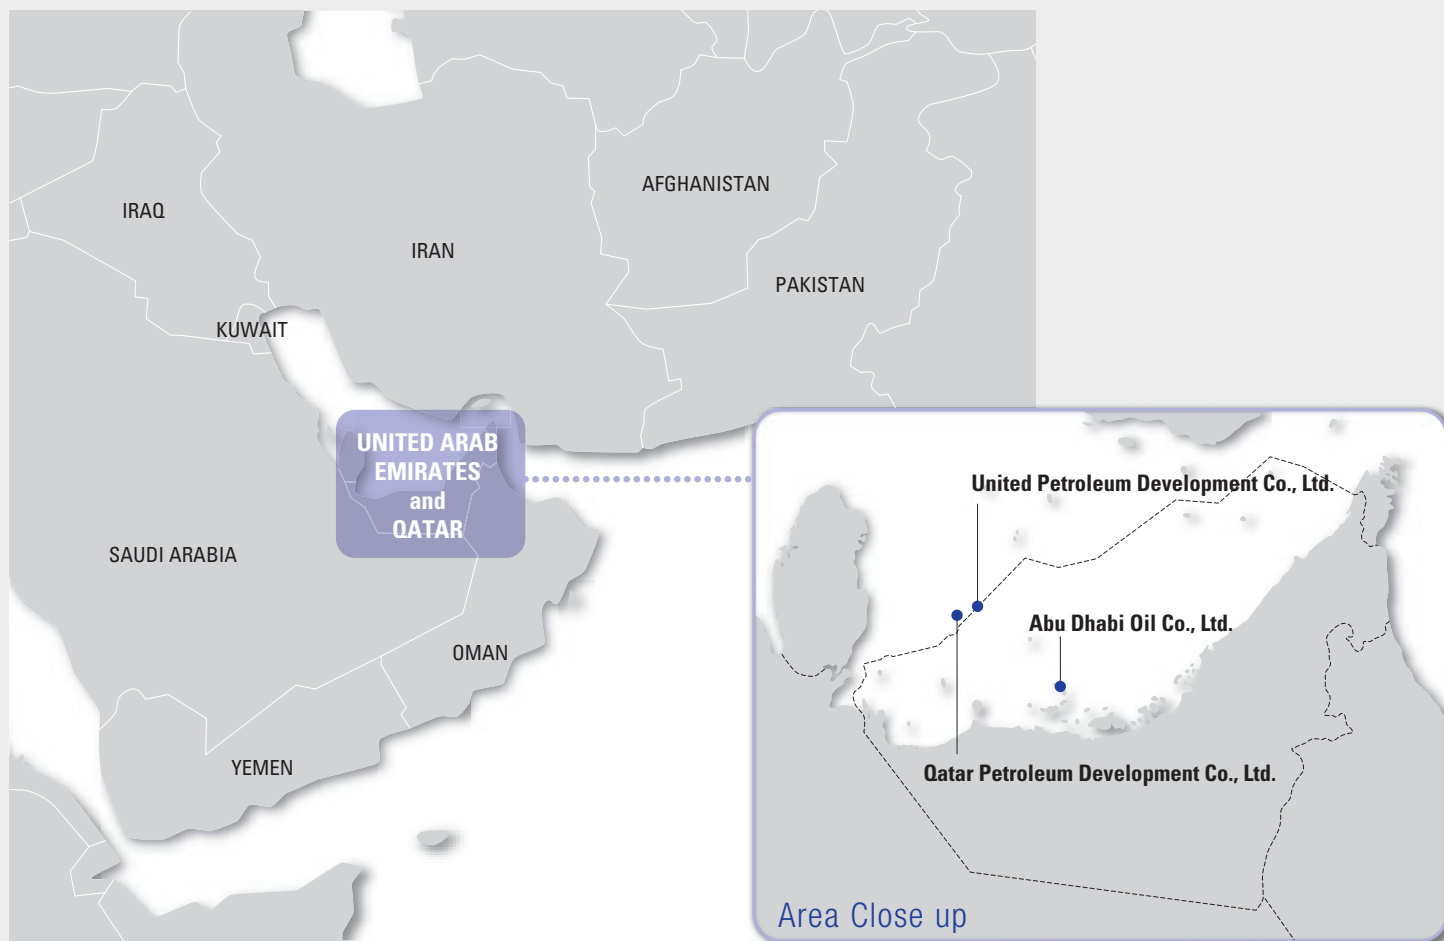 AFGHANISTAN
IRAQ
IRAN
PAKISTAN
KUWAIT
UNITED ARAB
EMIRATES
and
QATAR
SAUDI ARABIA
OMAN
YEMEN
United Petroleum Development Co., Ltd.
Abu Dhabi Oil Co., Ltd.
Qatar Petroleum Development Co., Ltd.
Area Close up